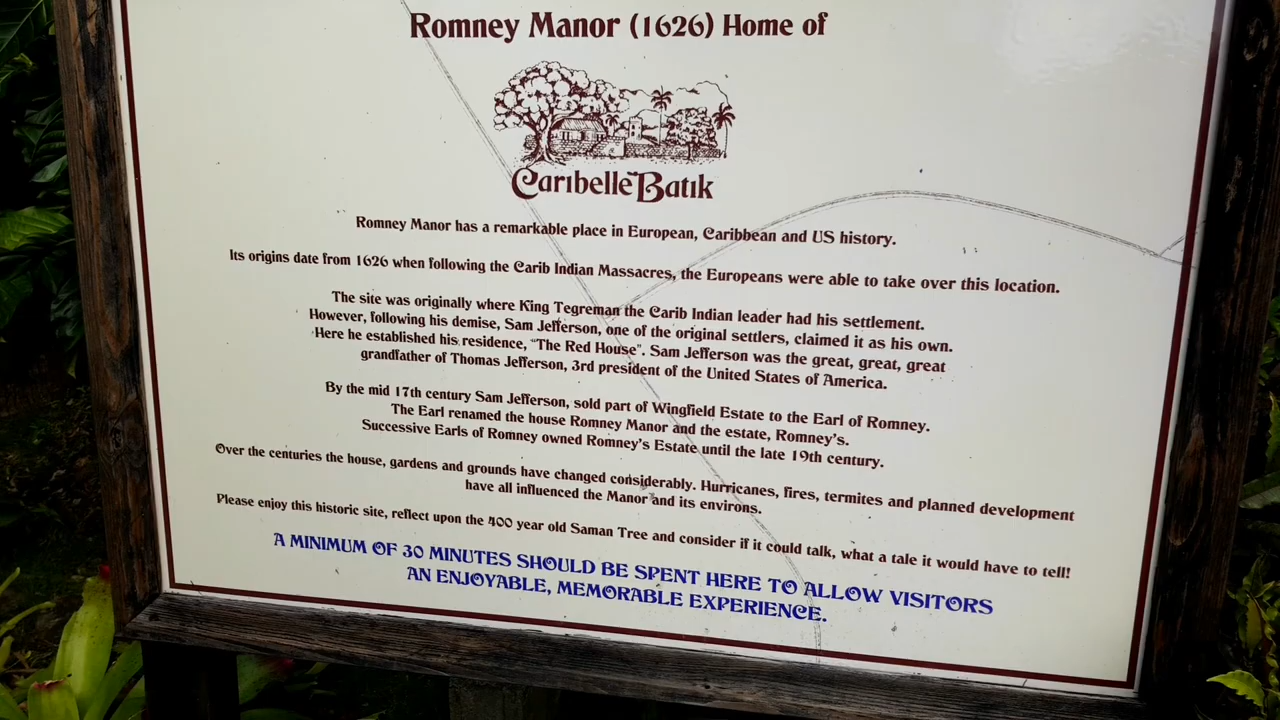 Romney Manor (1626) Home of
Caribelle Batik
Romney Manor has a remarkable place in European, Caribbean and US history.
Its origins date from 1626 when following the Carib Indian Massacres, the Europeans were able to take over this location.
The site was originally where King Tegreman the Carib Indian leader had his settlement.
However, following his demise, Sam Jefferson, one of the original settlers, claimed it as his own.
Here he established his residence, "The Red House". Sam Jefferson was the great, great, great
grandfather of Thomas Jefferson, 3rd president of the United States of America.
By the mid 17th century Sam Jefferson, sold part of Wingfield Estate to the Earl of Romney.
The Earl renamed the house Romney Manor and the estate, Romney's.
Successive Earls of Romney owned Romney's Estate until the late 19th century.
Over the centuries the house, gardens and grounds have changed considerably. Hurricanes, fires, termites and planned development
have all influenced the Manor and its environs.
Please enjoy this historic site, reflect upon the 400 year old Saman Tree and consider if it could talk, what a tale it would have to tell!
A MINIMUM OF 30 MINUTES SHOULD BE SPENT HERE TO ALLOW VISITORS
AN ENJOYABLE, MEMORABLE EXPERIENCE.